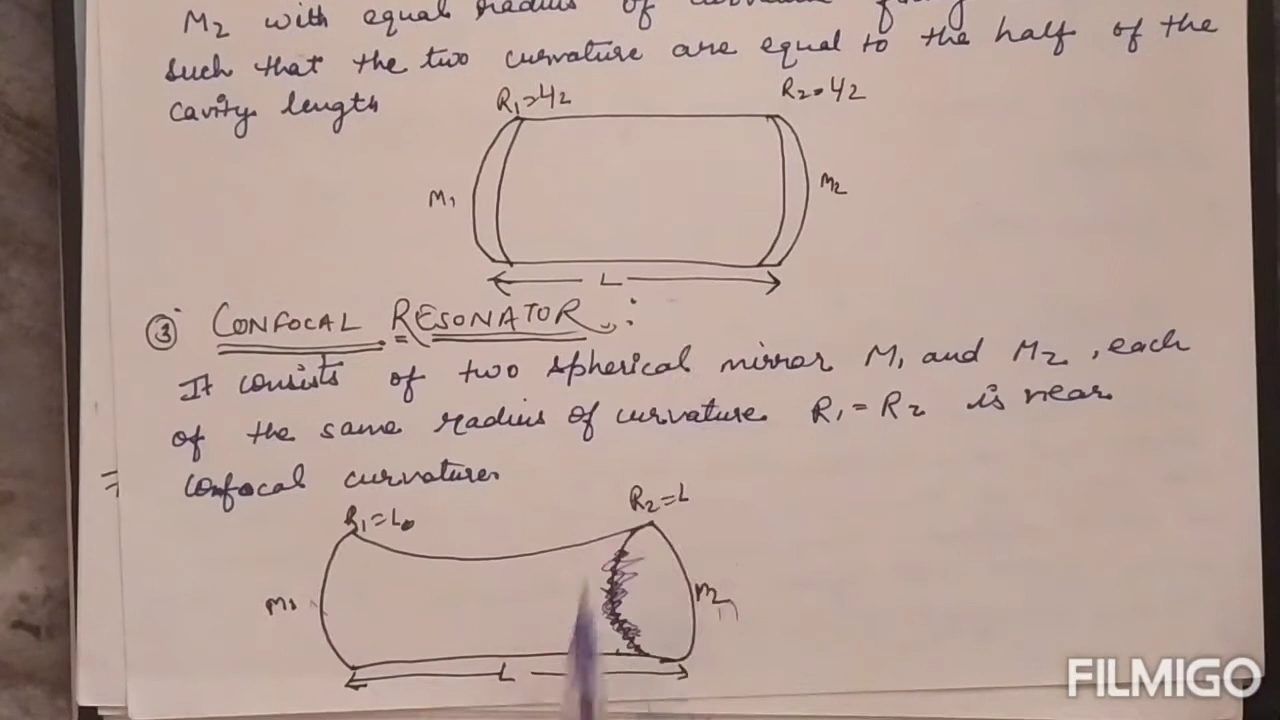 M2 with equal radius of
such that the two curvature are equal to the half of the
cavity length
R1=L/2
R2=L/2
M1
M2
L
③ CONFOCAL RESONATOR :
It consists of two spherical mirror M1 and M2, each
of the same radius of curvature R1 = R2 is near
confocal curvature
R1=L
R2=L
M1
M2
L
FILMIGO